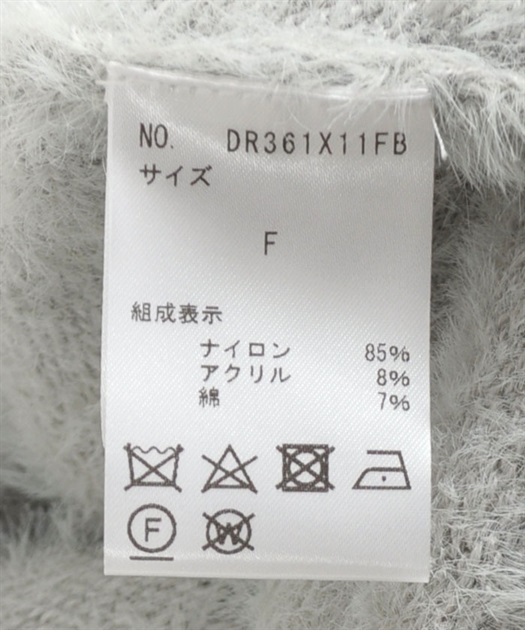 NO. DR361X11FB
サイズ
F
組成表示
ナイロン 85%
アクリル 8%
綿 7%
F
W